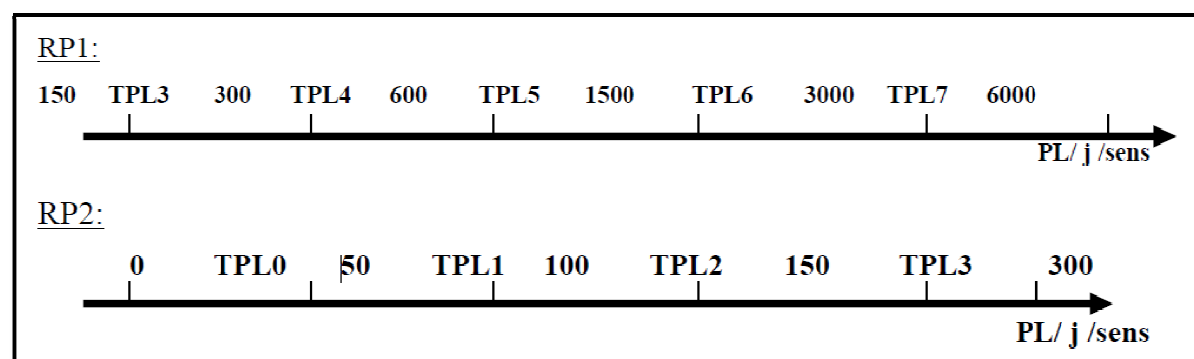 RP1:
150 TPL3 300 TPL4 600 TPL5 1500 TPL6 3000 TPL7 6000
PL/ j /sens
RP2:
0 TPL0 50 TPL1 100 TPL2 150 TPL3 300
PL/ j /sens